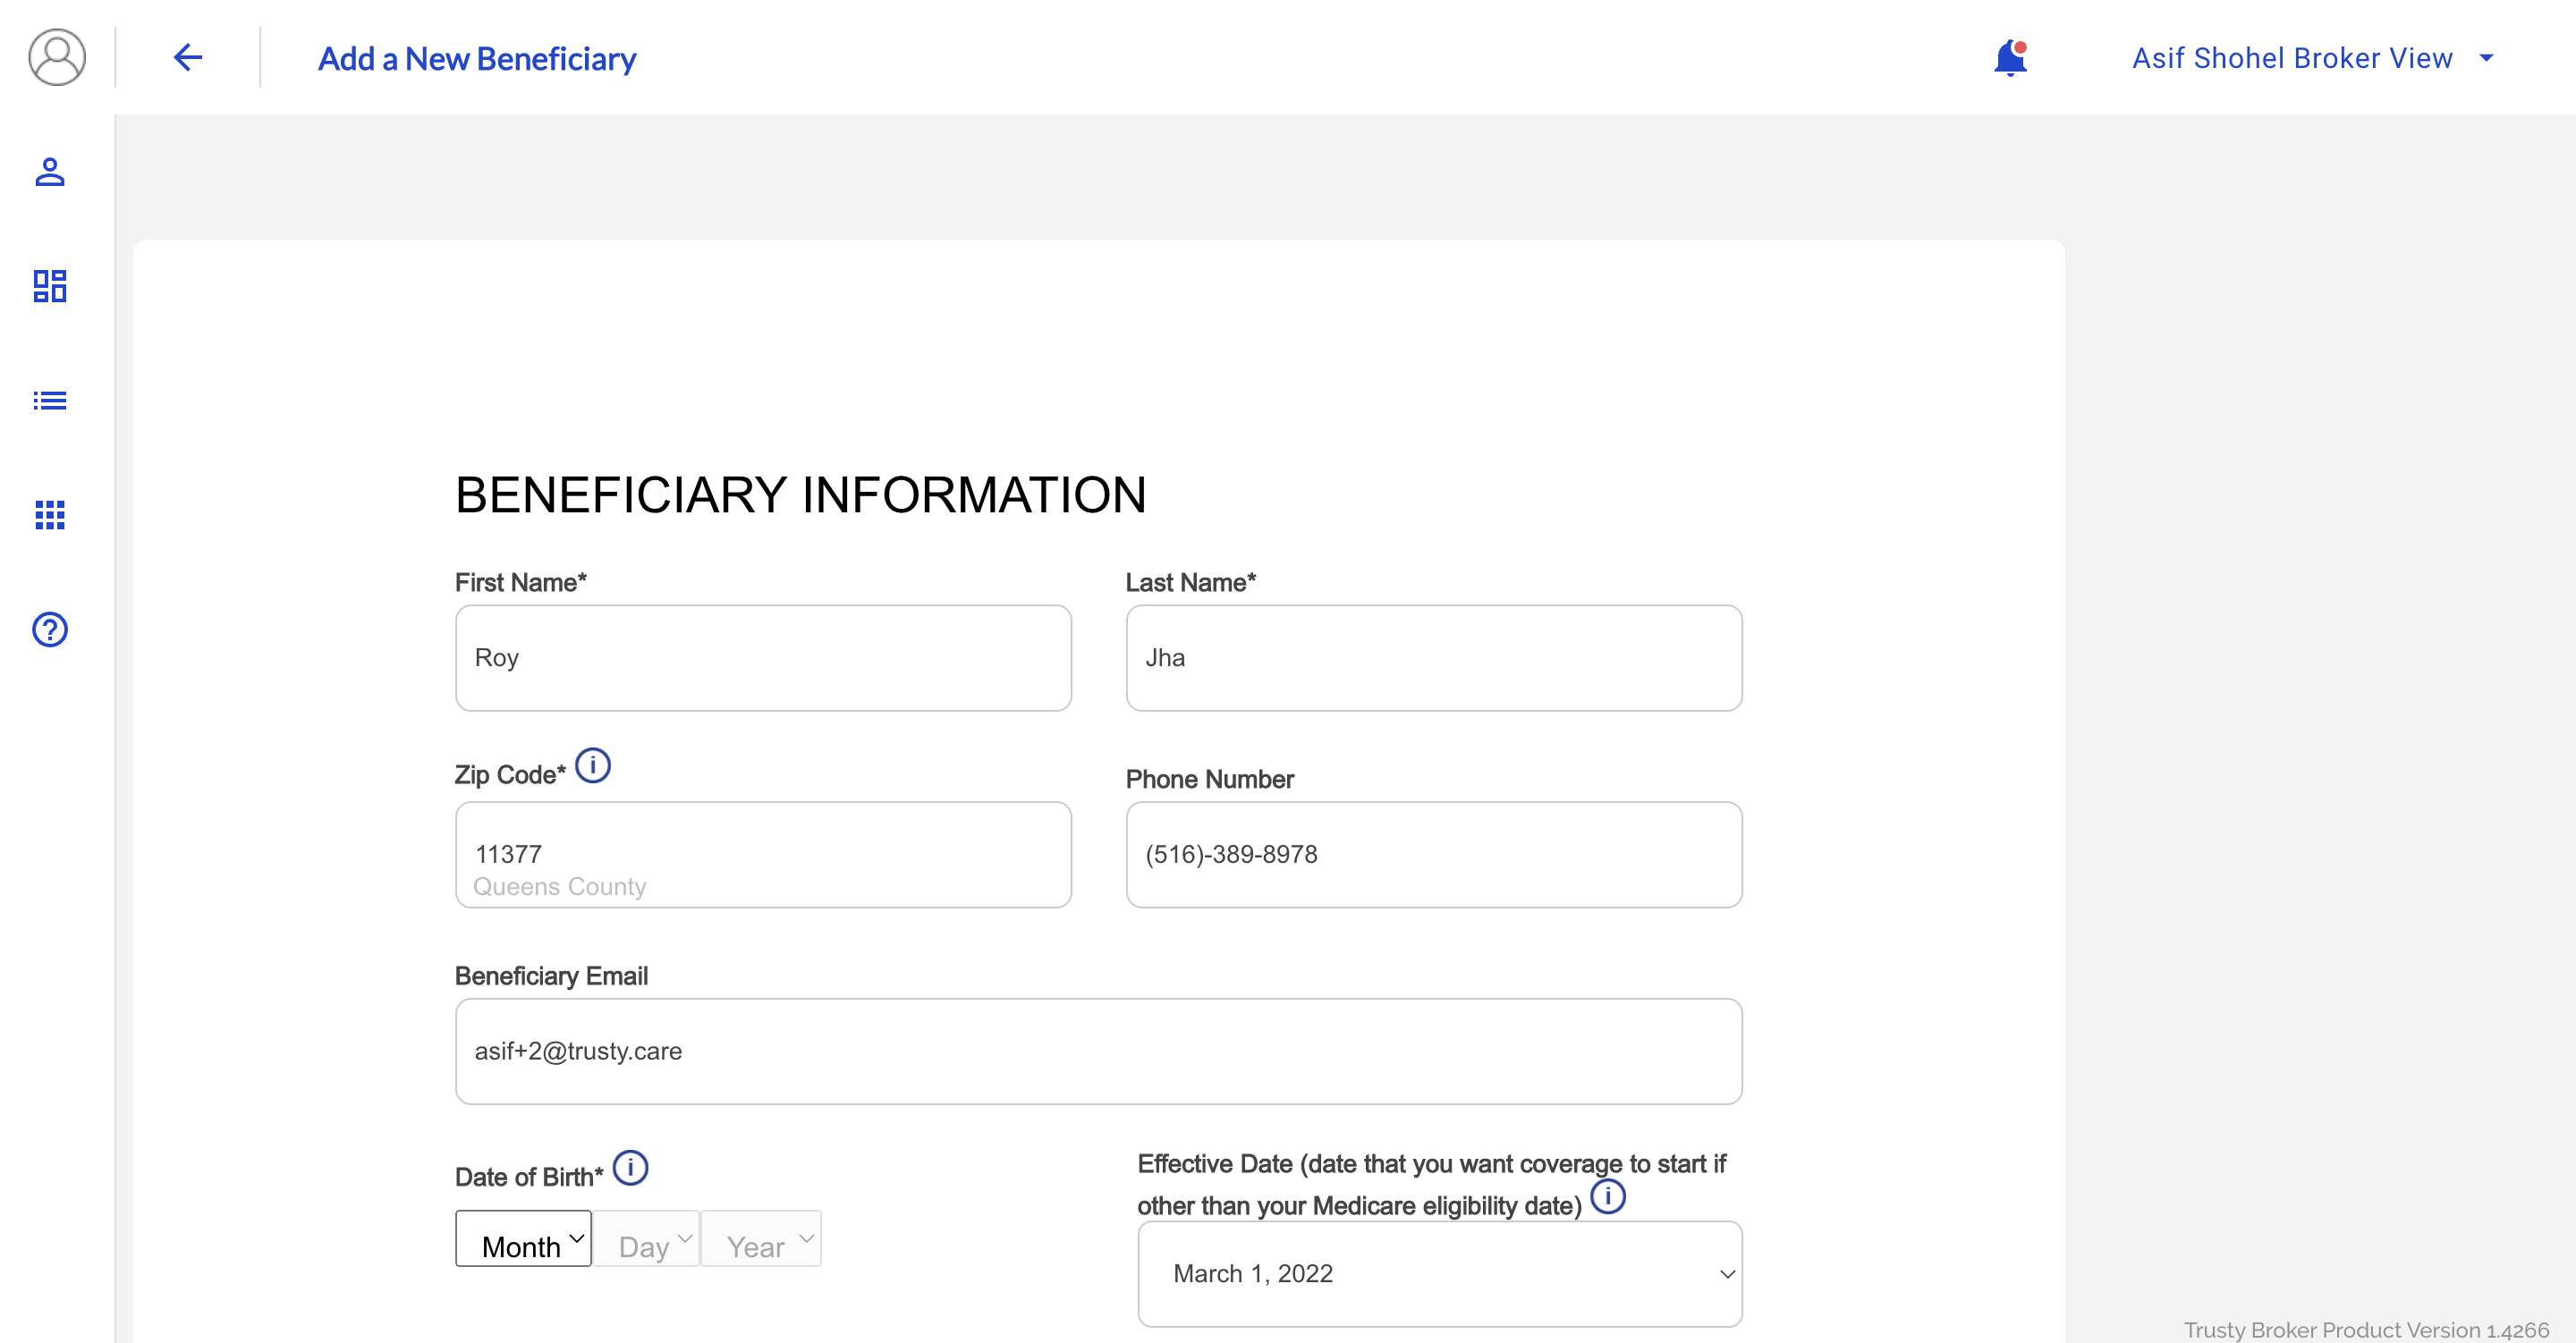 Add a New Beneficiary
Asif Shohel Broker View
BENEFICIARY INFORMATION
First Name*
Last Name*
Roy
Jha
Zip Code*
Phone Number
11377
Queens County
(516)-389-8978
Beneficiary Email
asif+2@trusty.care
Date of Birth*
Effective Date (date that you want coverage to start if
other than your Medicare eligibility date)
Month
Day
Year
March 1, 2022
Trusty Broker Product Version 1.4266